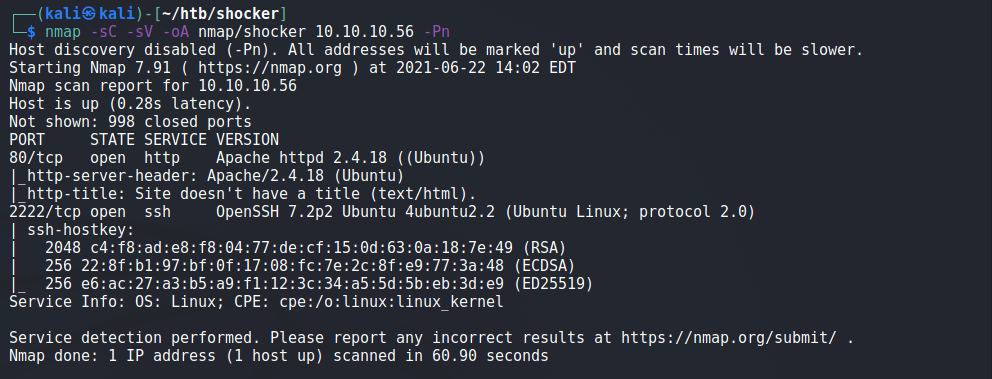 ┌──(kali㉿kali)-[~/htb/shocker]
└─$ nmap -sC -sV -oA nmap/shocker 10.10.10.56 -Pn
Host discovery disabled (-Pn). All addresses will be marked 'up' and scan times will be slower.
Starting Nmap 7.91 ( https://nmap.org ) at 2021-06-22 14:02 EDT
Nmap scan report for 10.10.10.56
Host is up (0.28s latency).
Not shown: 998 closed ports
PORT     STATE SERVICE VERSION
80/tcp   open  http    Apache httpd 2.4.18 ((Ubuntu))
|_http-server-header: Apache/2.4.18 (Ubuntu)
|_http-title: Site doesn't have a title (text/html).
2222/tcp open  ssh     OpenSSH 7.2p2 Ubuntu 4ubuntu2.2 (Ubuntu Linux; protocol 2.0)
| ssh-hostkey:
|   2048 c4:f8:ad:e8:f8:04:77:de:cf:15:0d:63:0a:18:7e:49 (RSA)
|   256 22:8f:b1:97:bf:0f:17:08:fc:7e:2c:8f:e9:77:3a:48 (ECDSA)
|_  256 e6:ac:27:a3:b5:a9:f1:12:3c:34:a5:5d:5b:eb:3d:e9 (ED25519)
Service Info: OS: Linux; CPE: cpe:/o:linux:linux_kernel

Service detection performed. Please report any incorrect results at https://nmap.org/submit/ .
Nmap done: 1 IP address (1 host up) scanned in 60.90 seconds